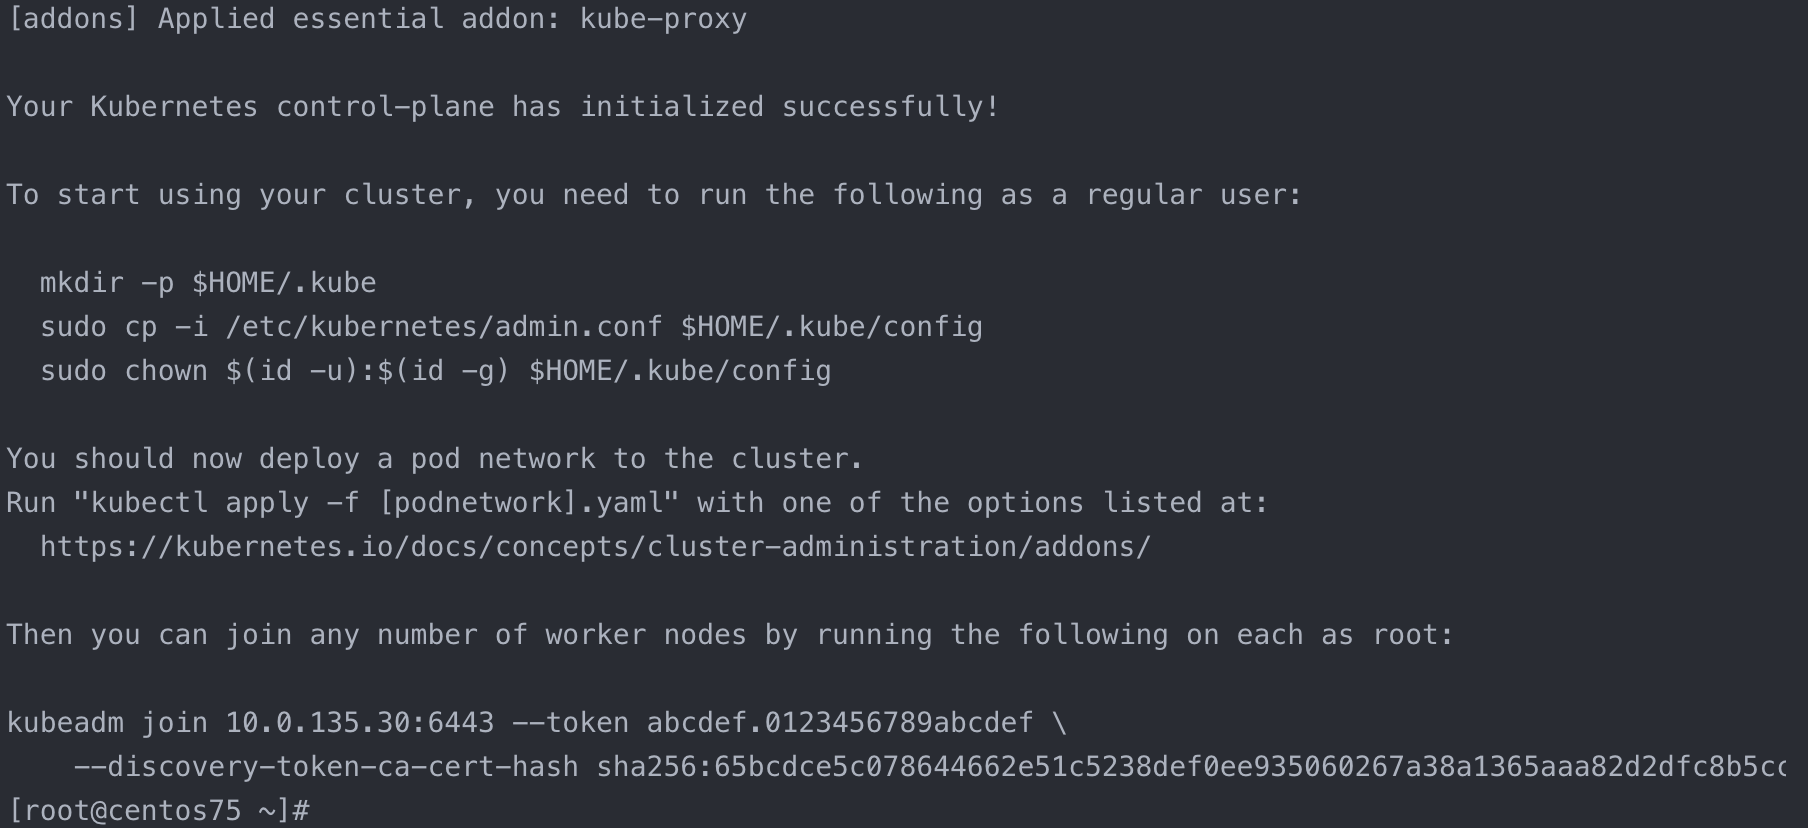 [addons] Applied essential addon: kube-proxy
Your Kubernetes control-plane has initialized successfully!
To start using your cluster, you need to run the following as a regular user:
mkdir -p $HOME/.kube
sudo cp -i /etc/kubernetes/admin.conf $HOME/.kube/config
sudo chown $(id -u):$(id -g) $HOME/.kube/config
You should now deploy a pod network to the cluster.
Run "kubectl apply -f [podnetwork].yaml" with one of the options listed at:
https://kubernetes.io/docs/concepts/cluster-administration/addons/
Then you can join any number of worker nodes by running the following on each as root:
kubeadm join 10.0.135.30:6443 --token abcdef.0123456789abcdef \
--discovery-token-ca-cert-hash sha256:65bcdce5c078644662e51c5238def0ee935060267a38a1365aaa82d2dfc8b5cc
[root@centos75 ~]#